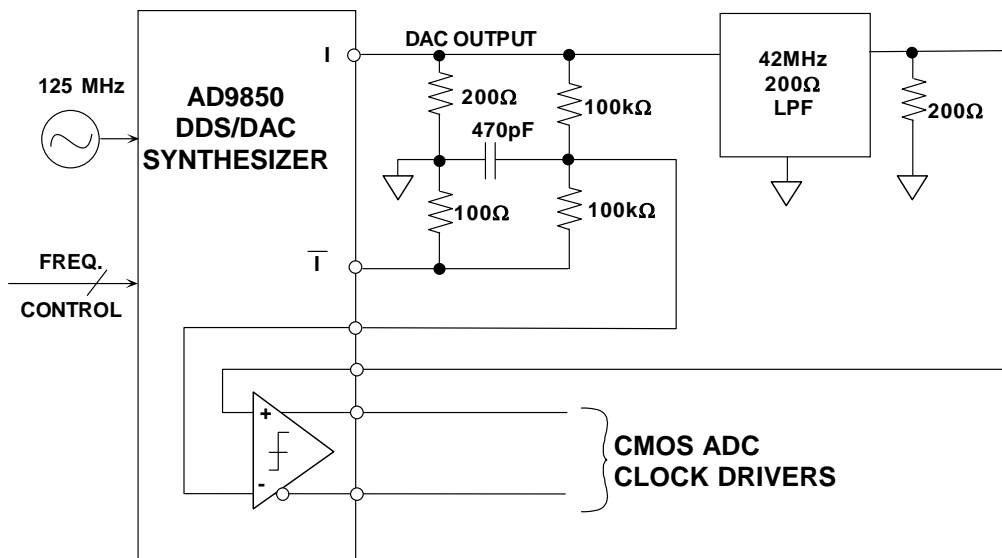 125 MHz
AD9850
DDS/DAC
SYNTHESIZER
FREQ.
CONTROL
I
I̅
DAC OUTPUT
200Ω
100kΩ
470pF
100Ω
100kΩ
42MHz
200Ω
LPF
200Ω
+
-
CMOS ADC
CLOCK DRIVERS